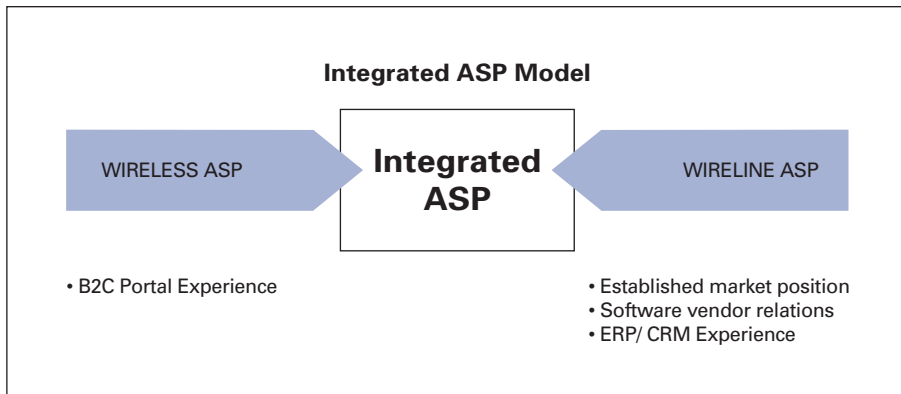 Integrated ASP Model
WIRELESS ASP
Integrated
ASP
WIRELINE ASP
• B2C Portal Experience
• Established market position
• Software vendor relations
• ERP/ CRM Experience